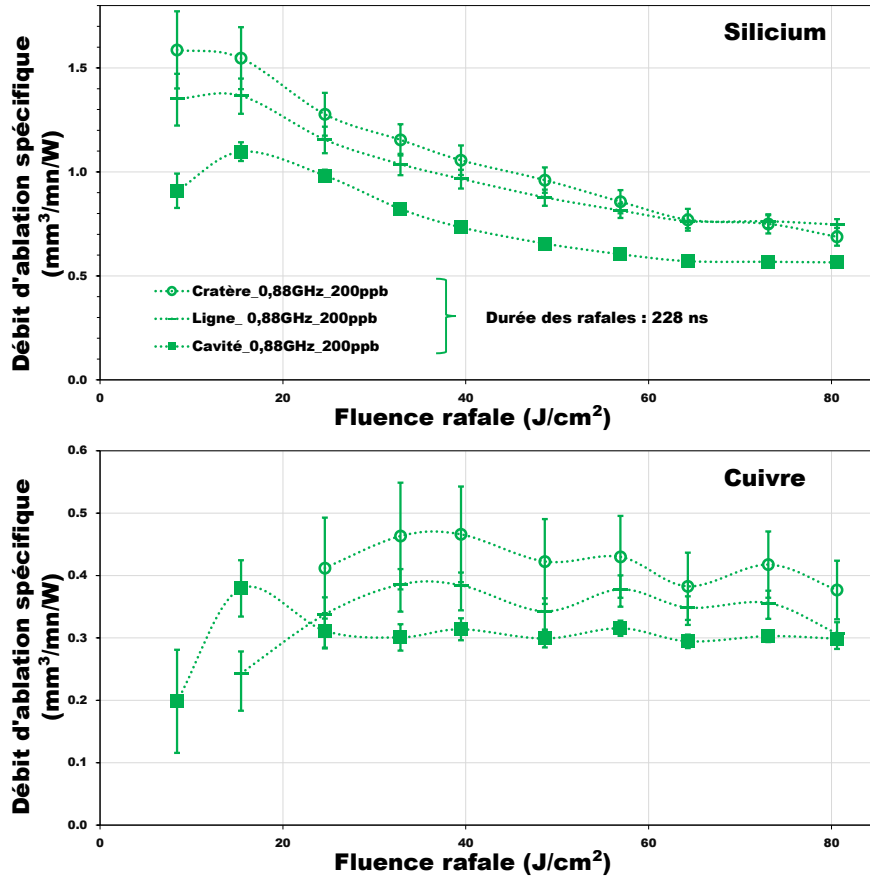 Silicium
Débit d'ablation spécifique
(mm³/mn/W)
1.5
1.0
0.5
0.0
Cratère_0,88GHz_200ppb
Ligne_ 0,88GHz_200ppb
Cavité_0,88GHz_200ppb
Durée des rafales : 228 ns
0 20 40 60 80
Fluence rafale (J/cm²)
Cuivre
Débit d'ablation spécifique
(mm³/mn/W)
0.6
0.5
0.4
0.3
0.2
0.1
0.0
0 20 40 60 80
Fluence rafale (J/cm²)